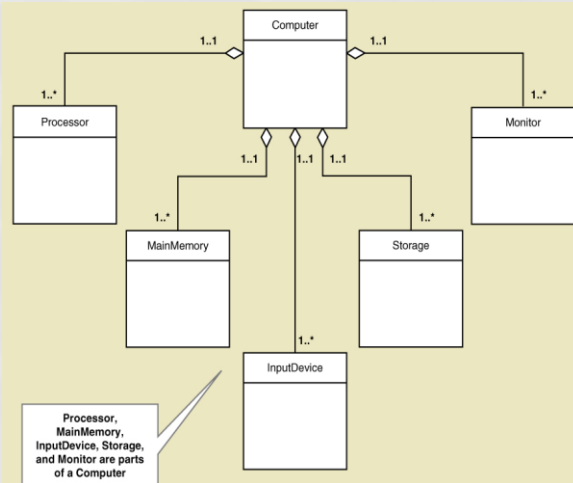 Computer
1..1
1..1
1..*
1..*
Processor
Monitor
1..1
1..1
1..1
1..*
1..*
MainMemory
Storage
1..*
InputDevice
Processor,
MainMemory,
InputDevice, Storage,
and Monitor are parts
of a Computer